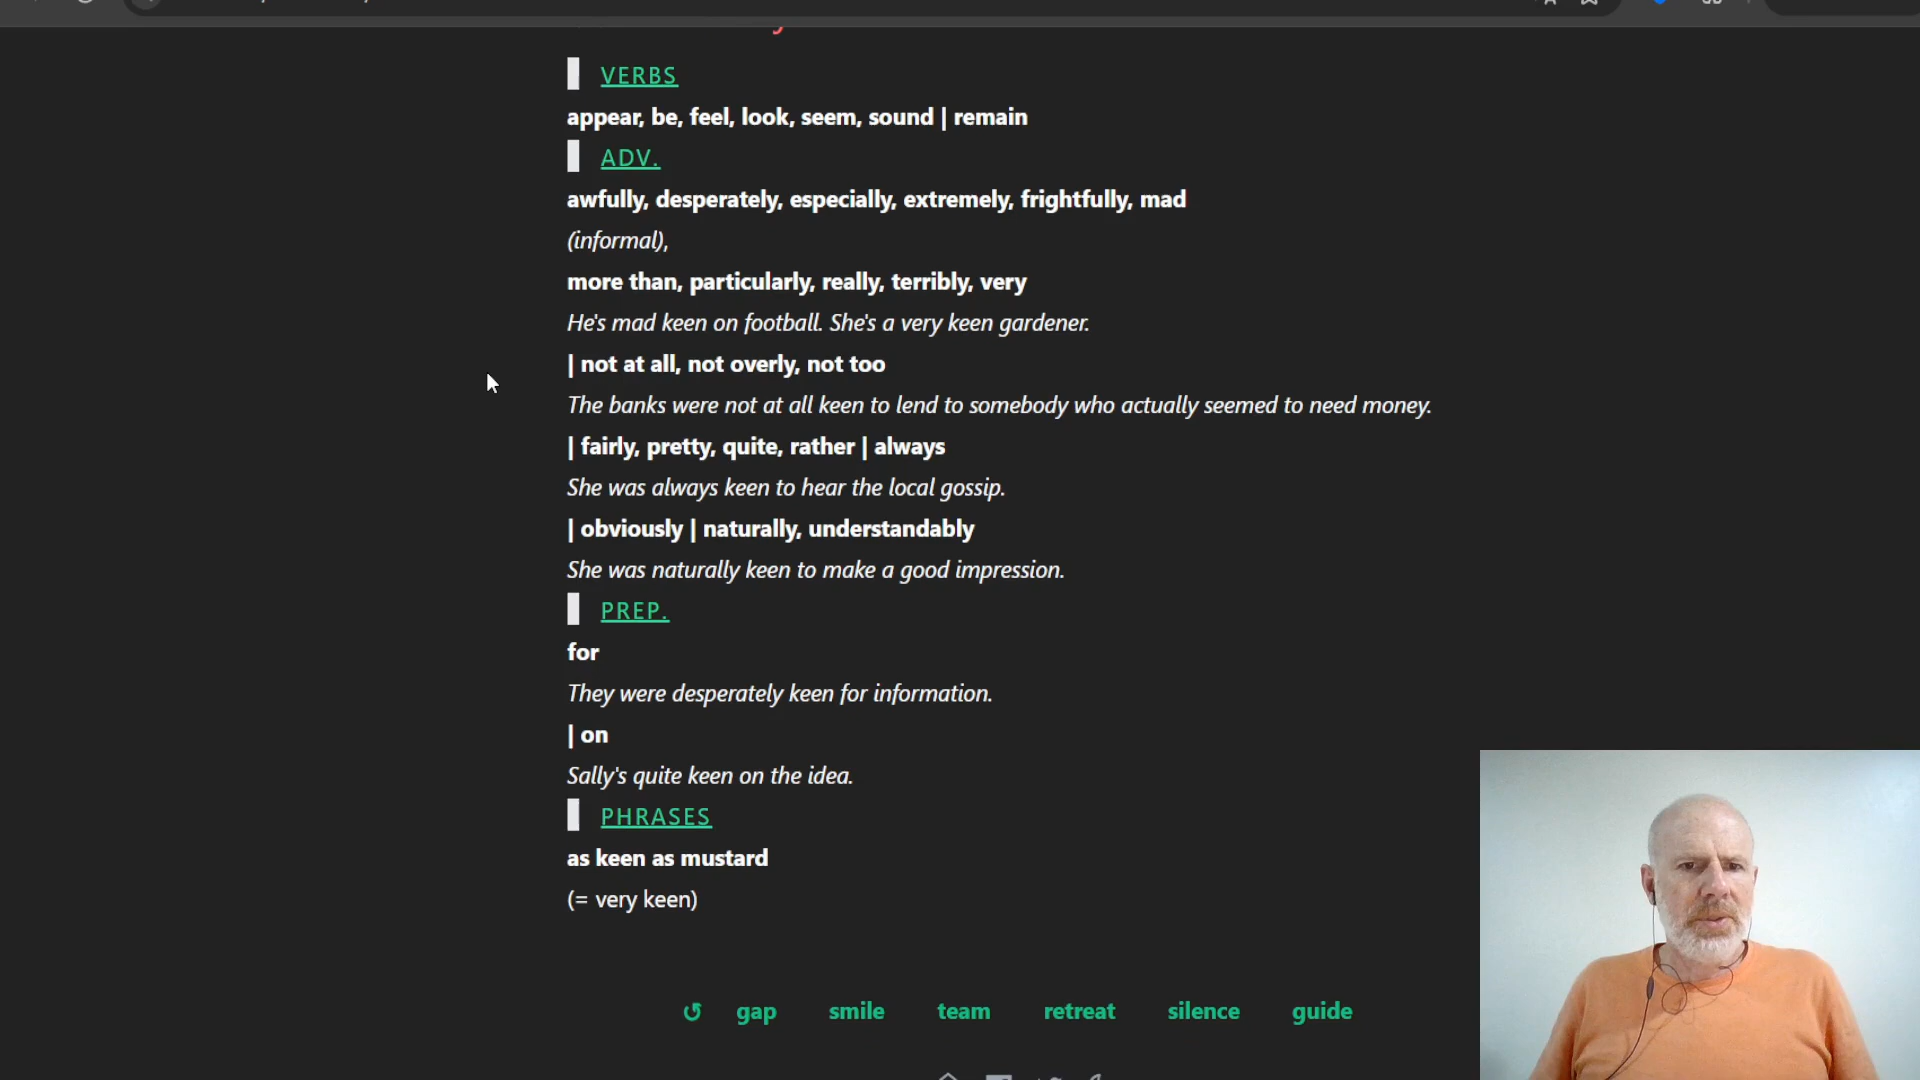 VERBS
appear, be, feel, look, seem, sound | remain
ADV.
awfully, desperately, especially, extremely, frightfully, mad
(informal),
more than, particularly, really, terribly, very
He's mad keen on football. She's a very keen gardener.
| not at all, not overly, not too
The banks were not at all keen to lend to somebody who actually seemed to need money.
| fairly, pretty, quite, rather | always
She was always keen to hear the local gossip.
| obviously | naturally, understandably
She was naturally keen to make a good impression.
PREP.
for
They were desperately keen for information.
| on
Sally's quite keen on the idea.
PHRASES
as keen as mustard
(= very keen)
gap smile team retreat silence guide